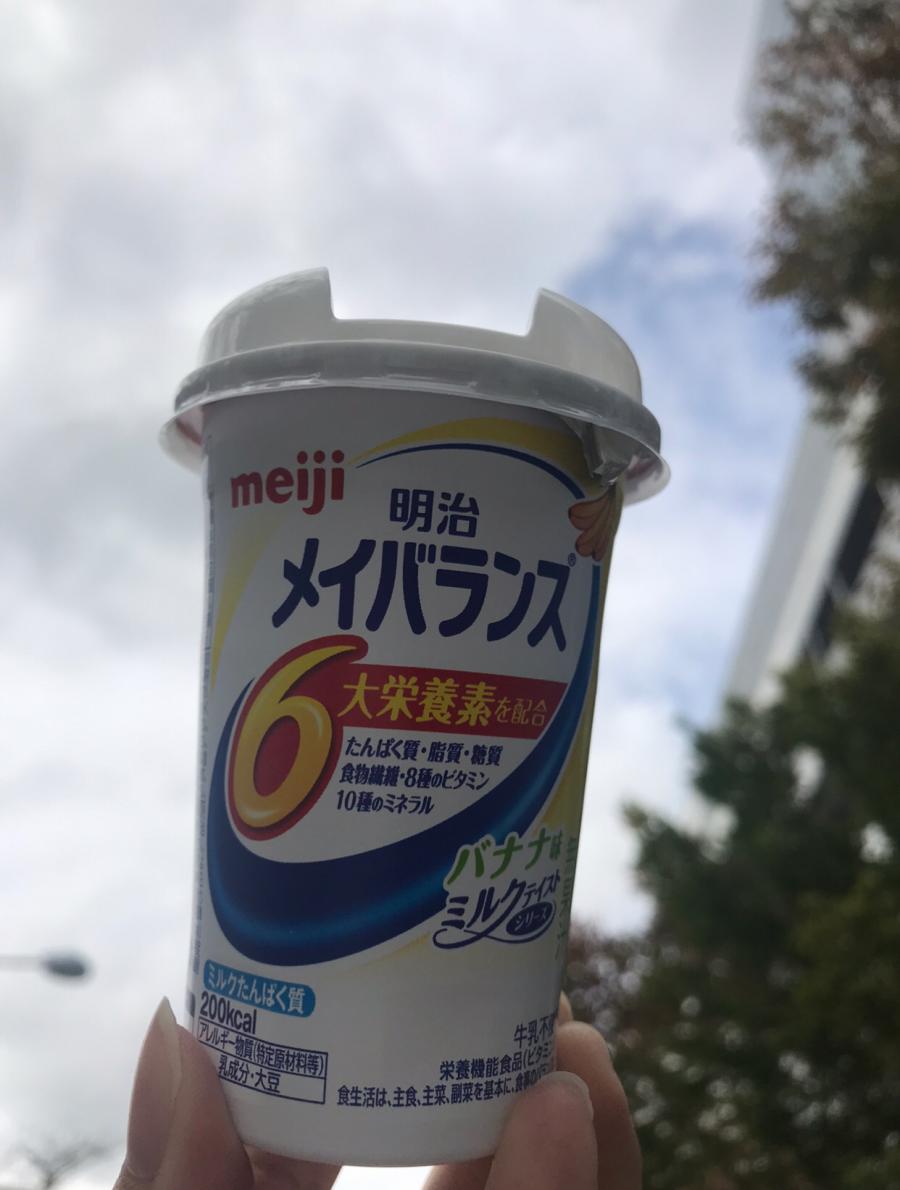 meiji
明治
メイバランス®
6大栄養素を配合
たんぱく質・脂質・糖質
食物繊維・8種のビタミン
10種のミネラル
バナナ味
ミルクテイスト
シリーズ
ミルクたんぱく質
200kcal
アレルギー物質(特定原材料等)
乳成分・大豆
牛乳不
栄養機能食品(ビタミン
食生活は、主食、主菜、副菜を基本に、食事の